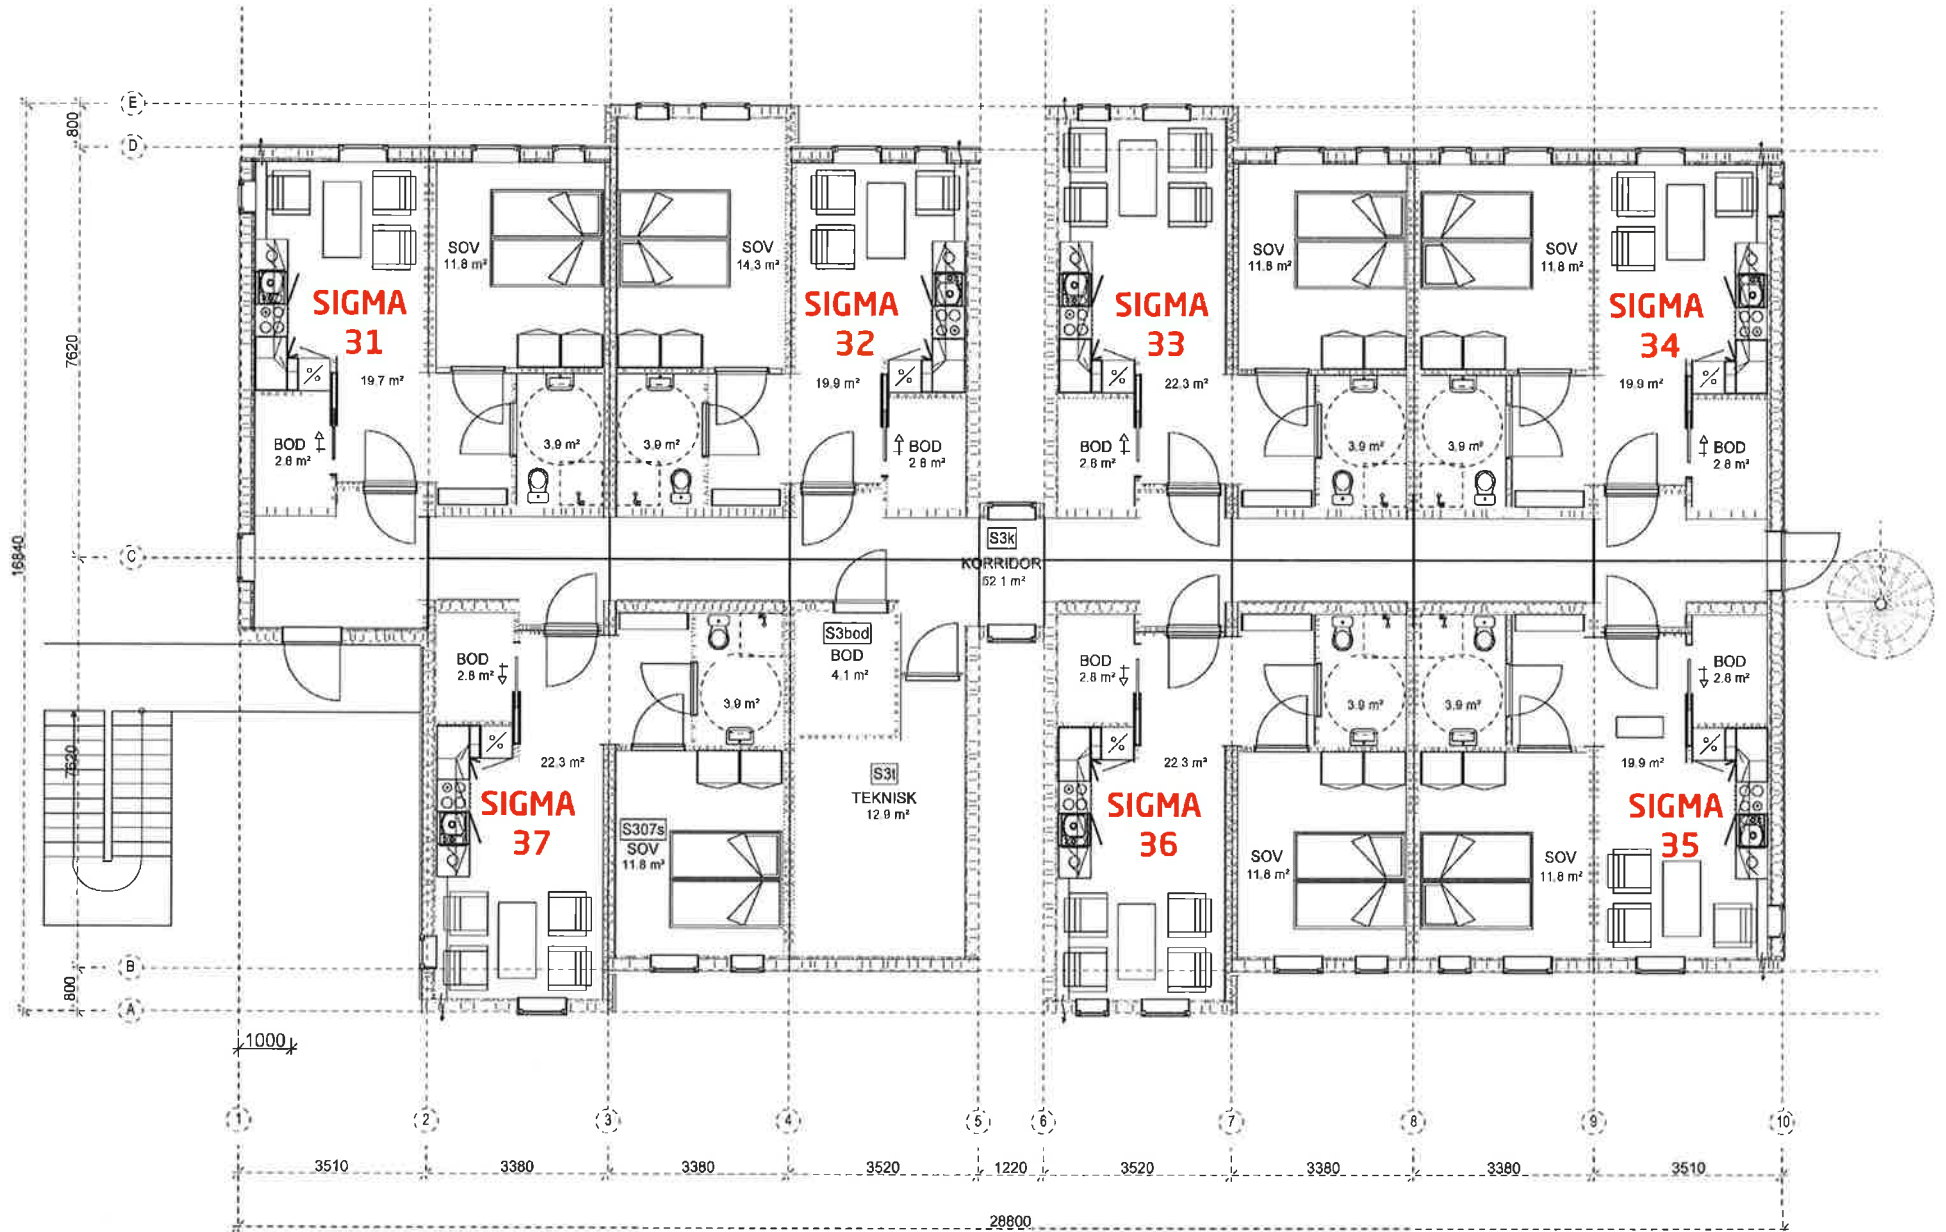 E
800
D
SOV
11.8 m²
SOV
14.3 m²
SOV
11.8 m²
SOV
11.8 m²
SIGMA
31
SIGMA
32
SIGMA
33
SIGMA
34
7620
19.7 m²
19.9 m²
22.3 m²
19.9 m²
BOD
2.8 m²
3.9 m²
3.9 m²
BOD
2.8 m²
BOD
2.8 m²
3.9 m²
3.9 m²
BOD
2.8 m²
16840
C
S3k
KORRIDOR
52.1 m²
BOD
2.8 m²
3.9 m²
S3bod
BOD
4.1 m²
BOD
2.8 m²
3.9 m²
3.9 m²
BOD
2.8 m²
7620
22.3 m²
S3t
TEKNISK
12.9 m²
22.3 m²
19.9 m²
SIGMA
37
S307s
SOV
11.8 m²
SIGMA
36
SOV
11.8 m²
SOV
11.8 m²
SIGMA
35
B
800
A
1000
1 2 3 4 5 6 7 8 9 10
3510 3380 3380 3520 1220 3520 3380 3380 3510
28800